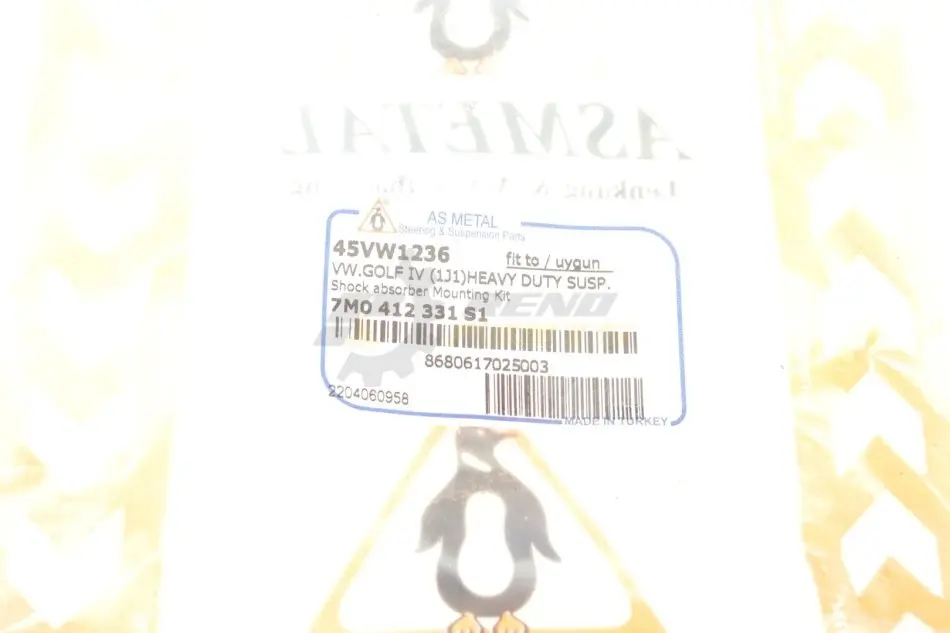 ASMETAL
AS METAL
Steering & Suspension Parts
45VW1236 fit to / uygun
VW.GOLF IV (1J1)HEAVY DUTY SUSP.
Shock absorber Mounting Kit
7M0 412 331 S1
8680617025003
2204060958
MADE IN TURKEY